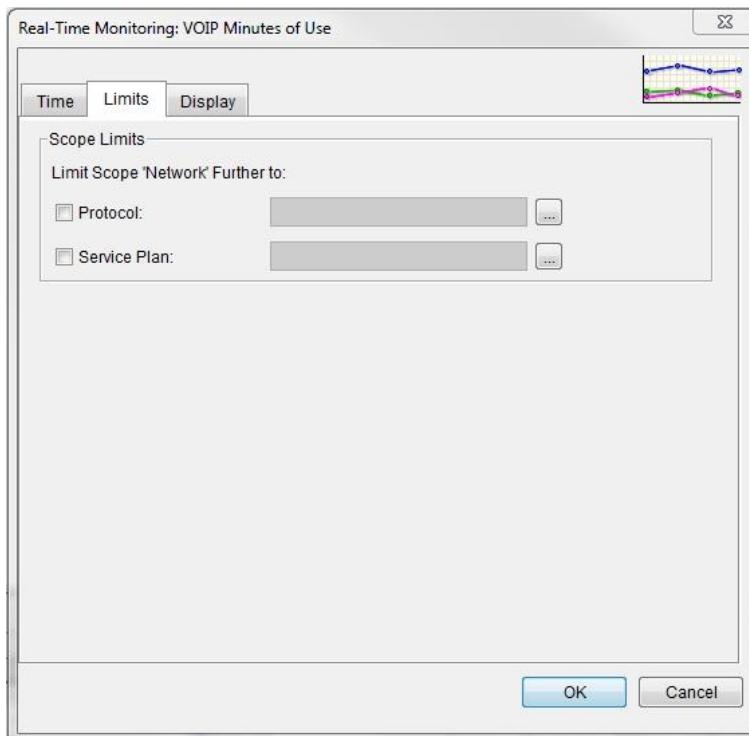 Real-Time Monitoring: VOIP Minutes of Use
Time Limits Display
Scope Limits
Limit Scope 'Network' Further to:
Protocol: ...
Service Plan: ...
OK Cancel